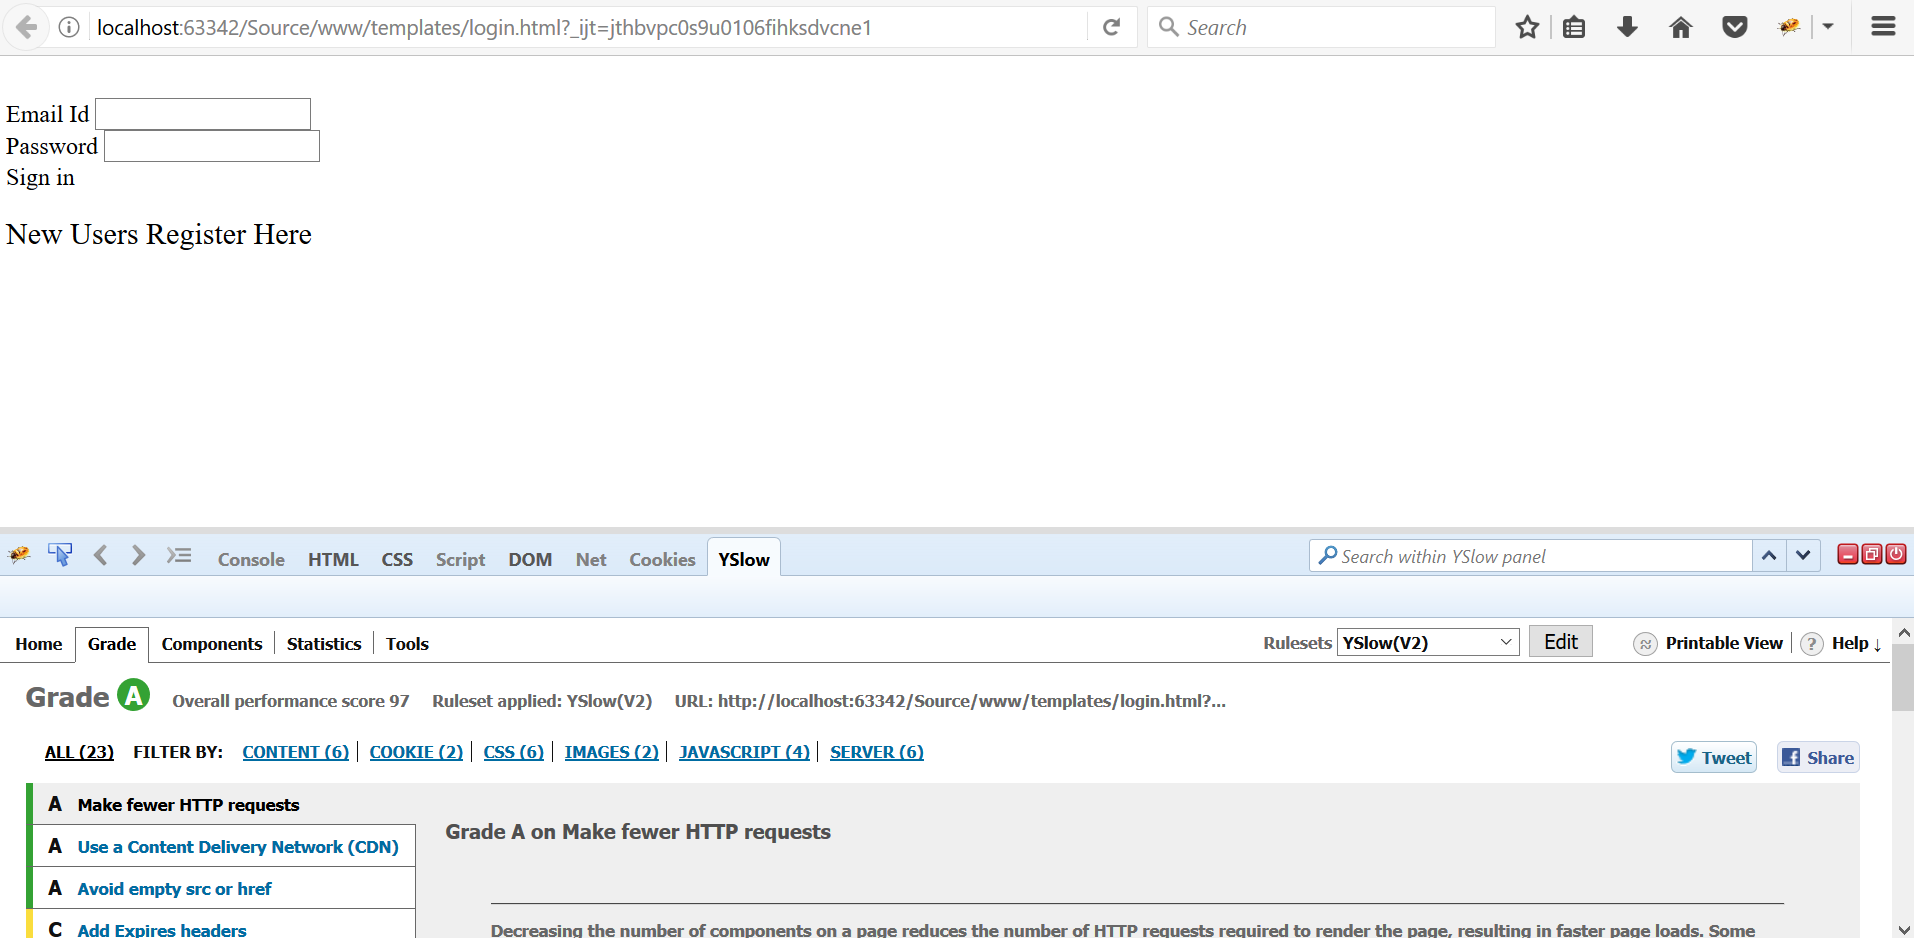 localhost:63342/Source/www/templates/login.html?_ijt=jthbvpc0s9u0106fihksdvcne1
Search
Email Id
Password
Sign in
New Users Register Here
Console HTML CSS Script DOM Net Cookies YSlow
Search within YSlow panel
Home Grade Components Statistics Tools
Rulesets YSlow(V2) Edit Printable View ? Help ↓
Grade A Overall performance score 97 Ruleset applied: YSlow(V2) URL: http://localhost:63342/Source/www/templates/login.html?...
ALL (23) FILTER BY: CONTENT (6) COOKIE (2) CSS (6) IMAGES (2) JAVASCRIPT (4) SERVER (6)
Tweet
Share
A Make fewer HTTP requests
A Use a Content Delivery Network (CDN)
A Avoid empty src or href
C Add Expires headers
Grade A on Make fewer HTTP requests
Decreasing the number of components on a page reduces the number of HTTP requests required to render the page, resulting in faster page loads. Some